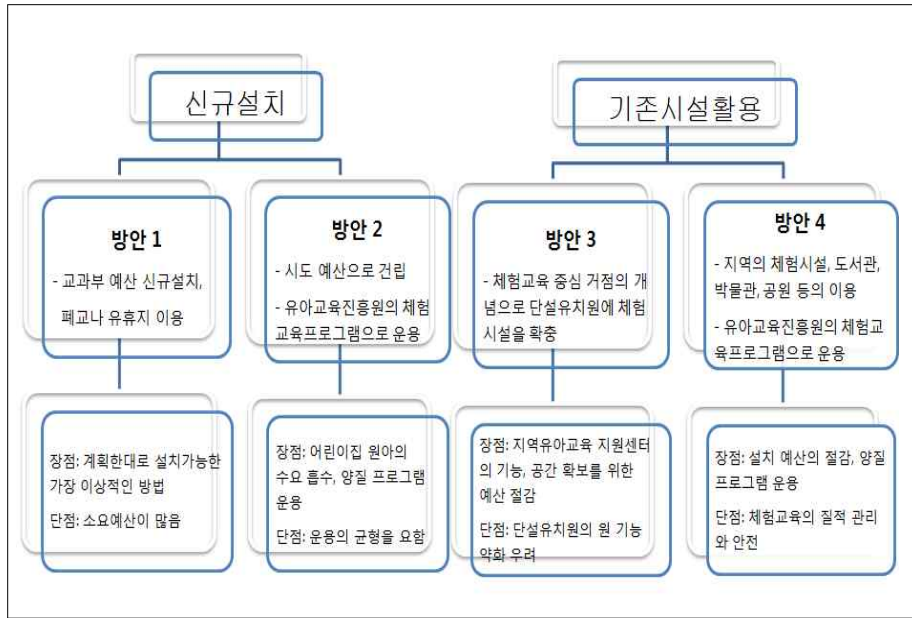 신규설치
기존시설활용
방안 1
- 교과부 예산 신규설치,
폐교나 유휴지 이용
방안 2
- 시도 예산으로 건립
- 유아교육진흥원의 체험
교육프로그램으로 운용
방안 3
- 체험교육 중심 거점의 개
념으로 단설유치원에 체험
시설을 확충
방안 4
- 지역의 체험시설, 도서관,
박물관, 공원 등의 이용
- 유아교육진흥원의 체험교
육프로그램으로 운용
장점: 계획한대로 설치가능한
가장 이상적인 방법
단점: 소요예산이 많음
장점: 어린이집 원아의
수요 흡수, 양질 프로그램
운용
단점: 운용의 균형을 요함
장점: 지역유아교육 지원센터
의 기능, 공간 확보를 위한
예산 절감
단점: 단설유치원의 원 기능
약화 우려
장점: 설치 예산의 절감, 양질
프로그램 운용
단점: 체험교육의 질적 관리
와 안전